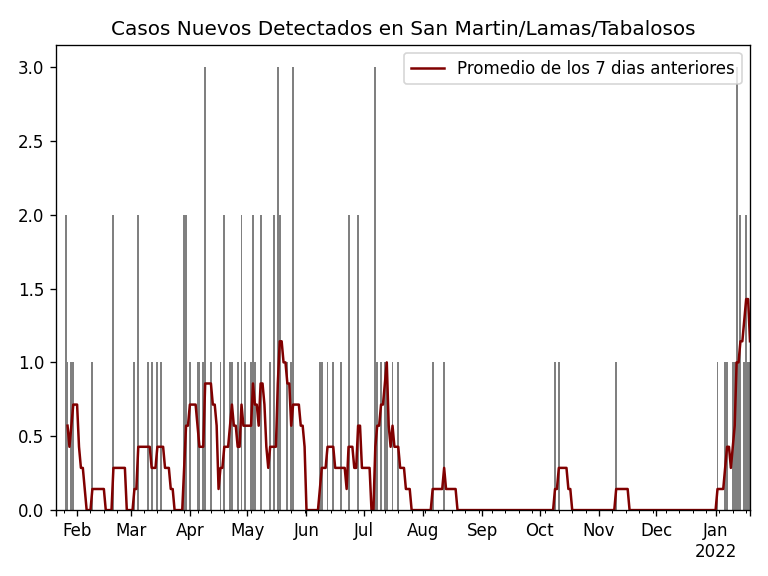 Casos Nuevos Detectados en San Martin/Lamas/Tabalosos
Promedio de los 7 dias anteriores
3.0
2.5
2.0
1.5
1.0
0.5
0.0
Feb Mar Apr May Jun Jul Aug Sep Oct Nov Dec Jan
2022